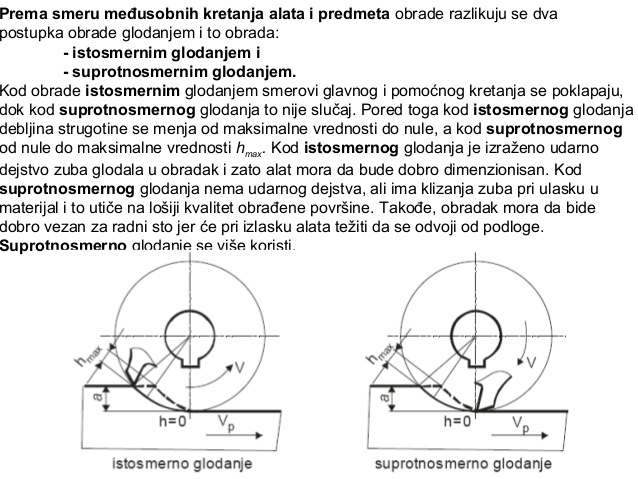 Prema smeru međusobnih kretanja alata i predmeta obrade razlikuju se dva
postupka obrade glodanjem i to obrada:
- istosmernim glodanjem i
- suprotnosmernim glodanjem.
Kod obrade istosmernim glodanjem smerovi glavnog i pomoćnog kretanja se poklapaju,
dok kod suprotnosmernog glodanja to nije slučaj. Pored toga kod istosmernog glodanja
debljina strugotine se menja od maksimalne vrednosti do nule, a kod suprotnosmernog
od nule do maksimalne vrednosti hmax. Kod istosmernog glodanja je izraženo udarno
dejstvo zuba glodala u obradak i zato alat mora da bude dobro dimenzionisan. Kod
suprotnosmernog glodanja nema udarnog dejstva, ali ima klizanja zuba pri ulasku u
materijal i to utiče na lošiji kvalitet obrađene površine. Takođe, obradak mora da bide
dobro vezan za radni sto jer će pri izlasku alata težiti da se odvoji od podloge.
Suprotnosmerno glodanje se više koristi.
hmax
V
a
h=0
Vp
istosmerno glodanje
hmax
V
a
h=0
Vp
suprotnosmerno glodanje